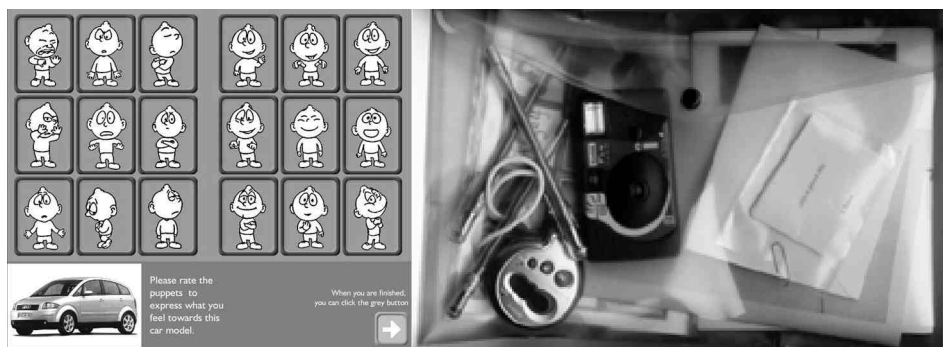 Please rate the
puppets to
express what you
feel towards this
car model.
When you are finished,
you can click the grey button